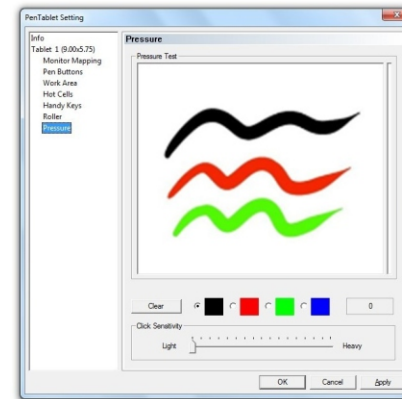 PenTablet Setting
Info
Tablet 1 (9.00x5.75)
Monitor Mapping
Pen Buttons
Work Area
Hot Cells
Handy Keys
Roller
Pressure
Pressure
Pressure Test
Clear
0
Click Sensitivity
Light
Heavy
OK
Cancel
Apply